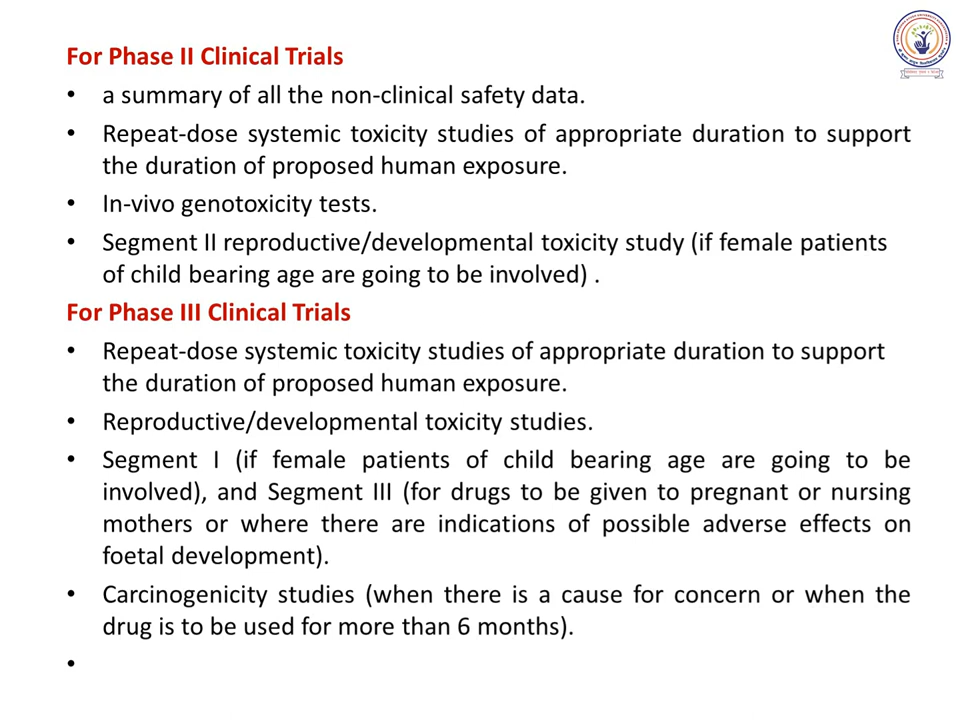 For Phase II Clinical Trials
• a summary of all the non-clinical safety data.
• Repeat-dose systemic toxicity studies of appropriate duration to support
the duration of proposed human exposure.
• In-vivo genotoxicity tests.
• Segment II reproductive/developmental toxicity study (if female patients
of child bearing age are going to be involved) .
For Phase III Clinical Trials
• Repeat-dose systemic toxicity studies of appropriate duration to support
the duration of proposed human exposure.
• Reproductive/developmental toxicity studies.
• Segment I (if female patients of child bearing age are going to be
involved), and Segment III (for drugs to be given to pregnant or nursing
mothers or where there are indications of possible adverse effects on
foetal development).
• Carcinogenicity studies (when there is a cause for concern or when the
drug is to be used for more than 6 months).
•